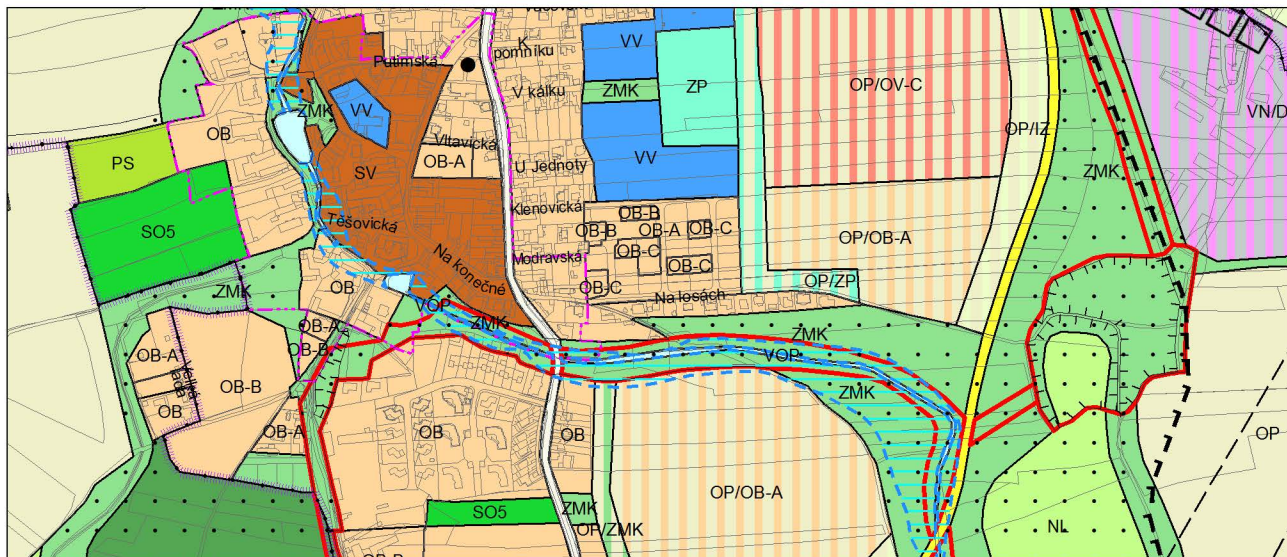 ZMK
Vacovs
K
pomníku
Putimská
VV
ZMK
V kálku
ZMK
ZP
OP/OV-C
VN/D
OP/IZ
OB
VV
Vltavická
PS
OB-A
U Jednoty
VV
ZMK
SV
Klenovická
OB-B
SO5
Těšovická
OB-B
OB-A
OB-C
OB-C
OP/OB-A
Na konečné
Modravská
OB-C
OB
OB-C
OP/ZP
ZMK
Na losách
VOP
ZMK
ZMK
OB-A
OB-B
VOP
OB-A
OB-B
ZMK
OB
OB-A
OB
OB
OP
OP/OB-A
SO5
ZMK
OP/ZMK
NL
OB-B